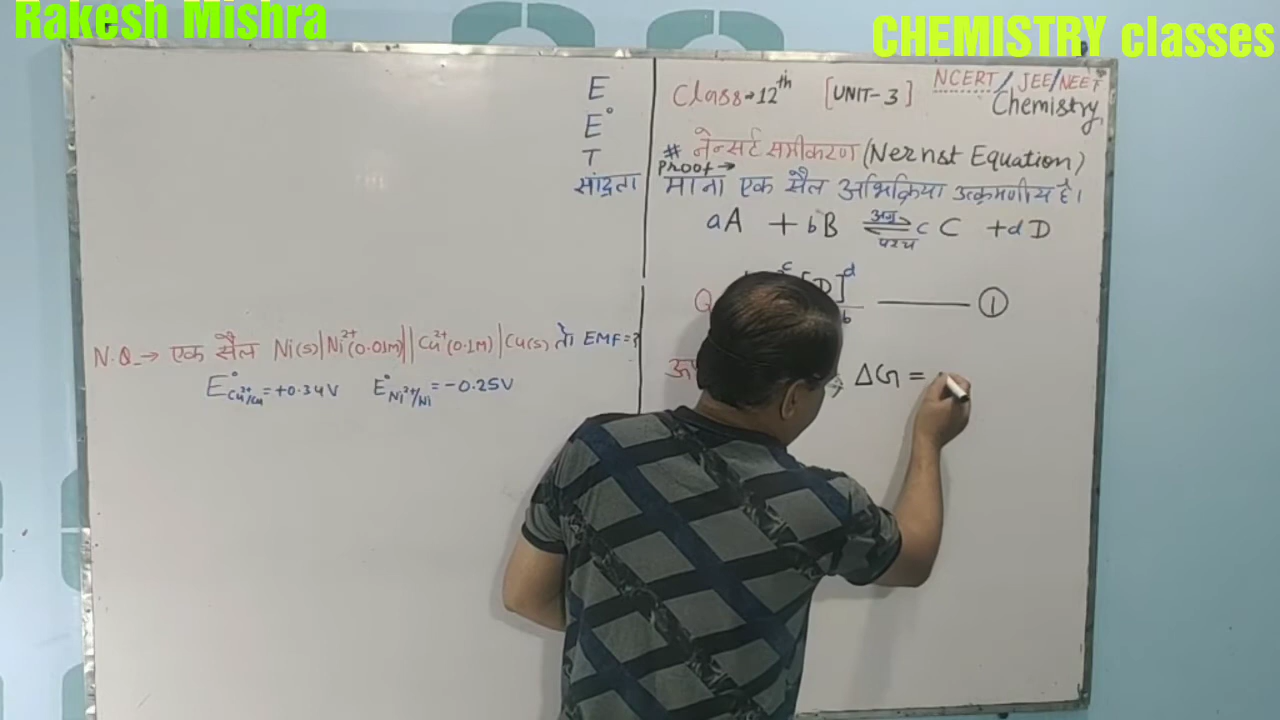 Rakesh Mishra
CHEMISTRY classes
E
E°
T
सांद्रता
N.Q. → एक सैल Ni(s)|Ni²⁺(0.01M)||Cu²⁺(0.1M)|Cu(s) तो EMF=?
E°Cu²⁺/Cu=+0.34V E°Ni²⁺/Ni=-0.25V
Class→12th [UNIT-3] NCERT/JEE/NEET
Chemistry
# नेन्सर्ट समीकरण (Nernst Equation)
Proof→
माना एक सैल अभिक्रिया उत्क्रमणीय है।
aA + bB ⇌ cC + dD
अग्र
पश्च
Q D]ᵈ ①
ΔG =